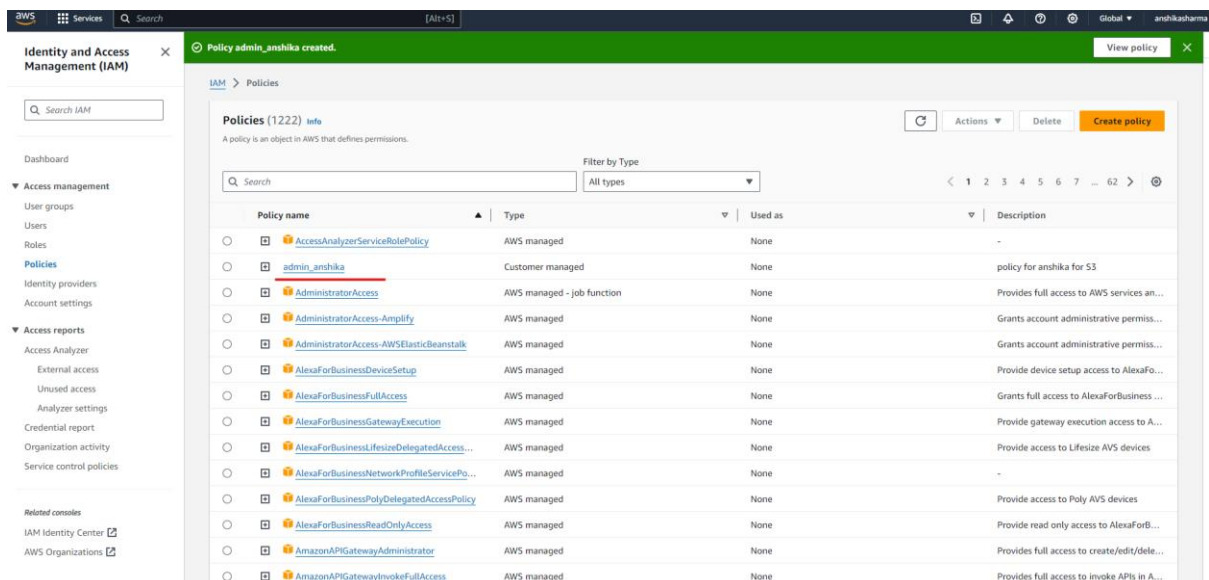 aws Services Search [Alt+S] Global anshikasharma
Identity and Access Management (IAM)
Search IAM
Dashboard
Access management
User groups
Users
Roles
Policies
Identity providers
Account settings
Access reports
Access Analyzer
External access
Unused access
Analyzer settings
Credential report
Organization activity
Service control policies
Related consoles
IAM Identity Center
AWS Organizations
Policy admin_anshika created. View policy
IAM > Policies
Policies (1222) Info Actions Delete Create policy
A policy is an object in AWS that defines permissions.
Filter by Type
Search All types < 1 2 3 4 5 6 7 ... 62 >
Policy name Type Used as Description
AccessAnalyzerServiceRolePolicy AWS managed None -
admin_anshika Customer managed None policy for anshika for S3
AdministratorAccess AWS managed - job function None Provides full access to AWS services an...
AdministratorAccess-Amplify AWS managed None Grants account administrative permiss...
AdministratorAccess-AWSElasticBeanstalk AWS managed None Grants account administrative permiss...
AlexaForBusinessDeviceSetup AWS managed None Provide device setup access to AlexaFo...
AlexaForBusinessFullAccess AWS managed None Grants full access to AlexaForBusiness ...
AlexaForBusinessGatewayExecution AWS managed None Provide gateway execution access to A...
AlexaForBusinessLifesizeDelegatedAccess... AWS managed None Provide access to Lifesize AVS devices
AlexaForBusinessNetworkProfileServicePo... AWS managed None -
AlexaForBusinessPolyDelegatedAccessPolicy AWS managed None Provide access to Poly AVS devices
AlexaForBusinessReadOnlyAccess AWS managed None Provide read only access to AlexaForB...
AmazonAPIGatewayAdministrator AWS managed None Provides full access to create/edit/dele...
AmazonAPIGatewayInvokeFullAccess AWS managed None Provides full access to invoke APIs in A...